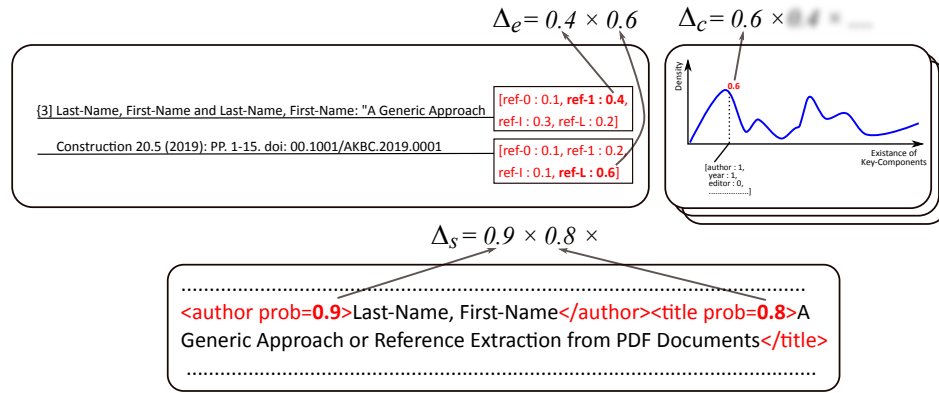 Δe = 0.4 × 0.6
Δc = 0.6 ×
{3] Last-Name, First-Name and Last-Name, First-Name: "A Generic Approach
[ref-0 : 0.1, ref-1 : 0.4,
ref-I : 0.3, ref-L : 0.2]
Construction 20.5 (2019): PP. 1-15. doi: 00.1001/AKBC.2019.0001
[ref-0 : 0.1, ref-1 : 0.2,
ref-I : 0.1, ref-L : 0.6]
Density
0.6
Existance of
Key-Components
[author : 1,
year : 1,
editor : 0,
..................]
Δs = 0.9 × 0.8 ×
<author prob=0.9>Last-Name, First-Name</author><title prob=0.8>A
Generic Approach or Reference Extraction from PDF Documents</title>